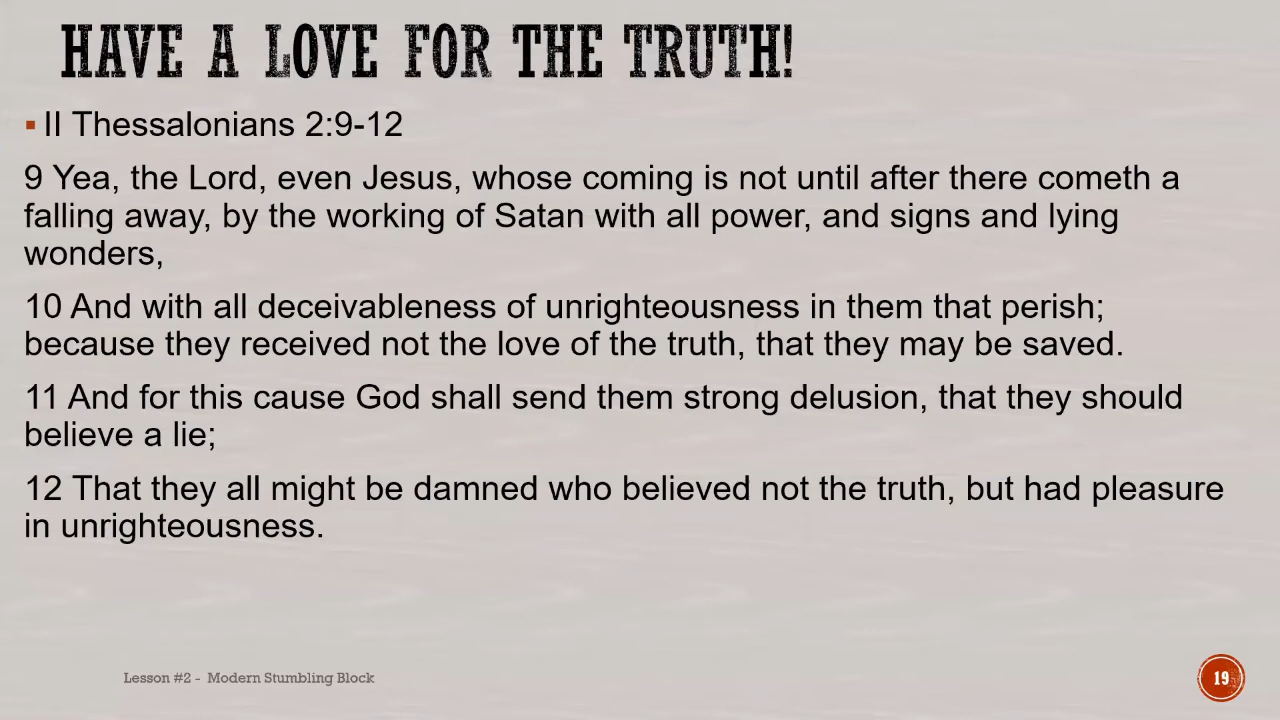 HAVE A LOVE FOR THE TRUTH!
▪ II Thessalonians 2:9-12
9 Yea, the Lord, even Jesus, whose coming is not until after there cometh a
falling away, by the working of Satan with all power, and signs and lying
wonders,
10 And with all deceivableness of unrighteousness in them that perish;
because they received not the love of the truth, that they may be saved.
11 And for this cause God shall send them strong delusion, that they should
believe a lie;
12 That they all might be damned who believed not the truth, but had pleasure
in unrighteousness.
Lesson #2 - Modern Stumbling Block
19